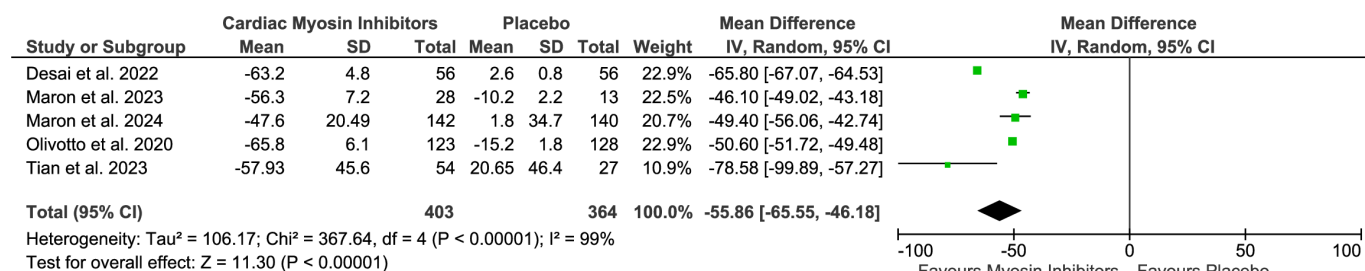 Cardiac Myosin Inhibitors Placebo Mean Difference Mean Difference
Study or Subgroup Mean SD Total Mean SD Total Weight IV, Random, 95% CI IV, Random, 95% CI
Desai et al. 2022 -63.2 4.8 56 2.6 0.8 56 22.9% -65.80 [-67.07, -64.53]
Maron et al. 2023 -56.3 7.2 28 -10.2 2.2 13 22.5% -46.10 [-49.02, -43.18]
Maron et al. 2024 -47.6 20.49 142 1.8 34.7 140 20.7% -49.40 [-56.06, -42.74]
Olivotto et al. 2020 -65.8 6.1 123 -15.2 1.8 128 22.9% -50.60 [-51.72, -49.48]
Tian et al. 2023 -57.93 45.6 54 20.65 46.4 27 10.9% -78.58 [-99.89, -57.27]
Total (95% CI) 403 364 100.0% -55.86 [-65.55, -46.18]
Heterogeneity: Tau² = 106.17; Chi² = 367.64, df = 4 (P < 0.00001); I² = 99%
Test for overall effect: Z = 11.30 (P < 0.00001)
-100 -50 0 50 100
Favours Myosin Inhibitors Favours Placebo